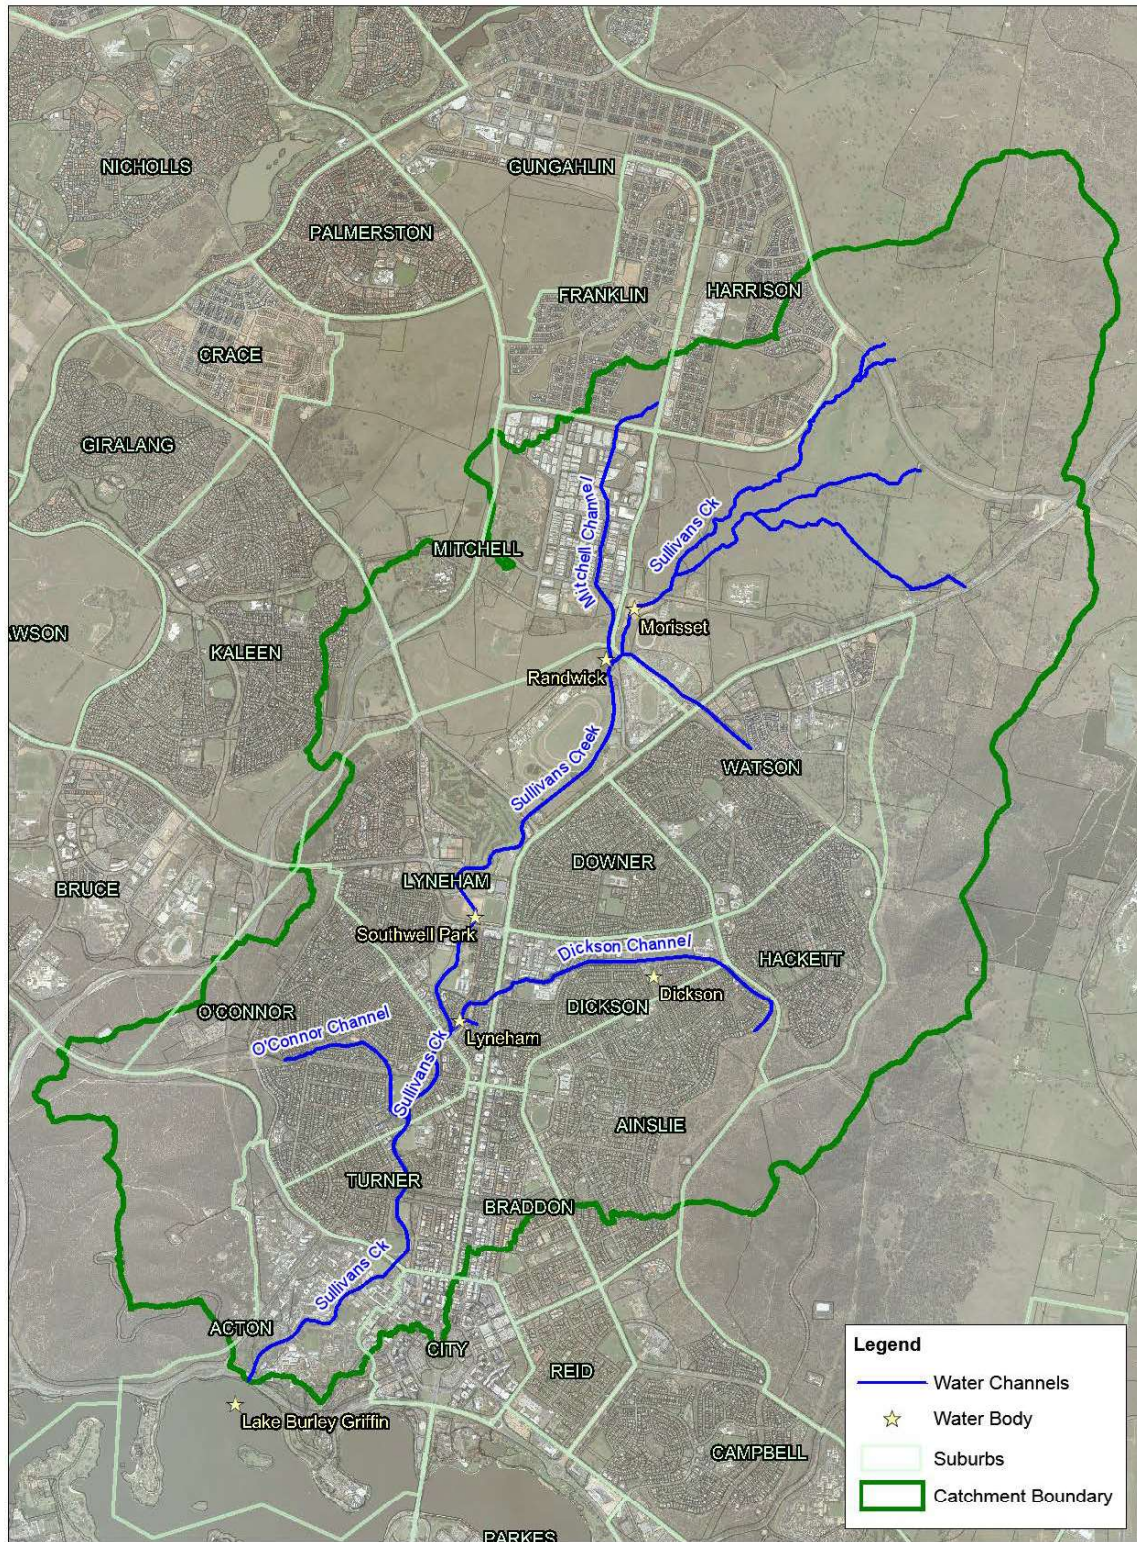 NICHOLLS
GUNGAHLIN
PALMERSTON
FRANKLIN
HARRISON
CRACE
GIRALANG
Mitchell Channel
Sullivans Ck
MITCHELL
Morisset
AWSON
KALEEN
Randwick
WATSON
Sullivans Creek
DOWNER
BRUCE
LYNEHAM
Southwell Park
Dickson Channel
HACKETT
Dickson
DICKSON
O'CONNOR
O'Connor Channel
Lyneham
Sullivans Ck
AINSLIE
TURNER
BRADDON
Sullivans Ck
ACTON
CITY
REID
Lake Burley Griffin
CAMPBELL
PARKES
Legend
Water Channels
Water Body
Suburbs
Catchment Boundary